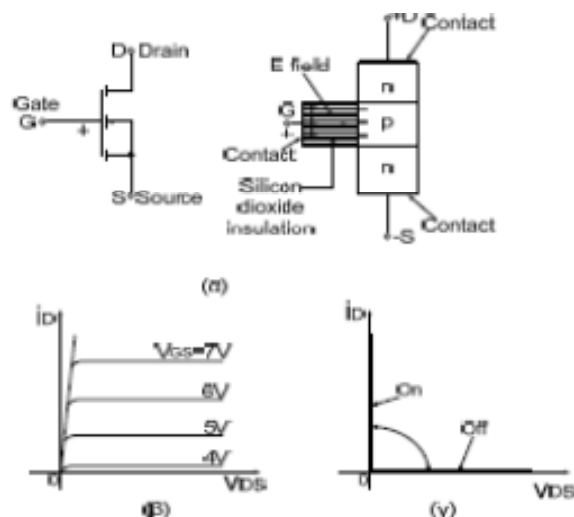 D Drain
Gate
G
+
S Source
+D
Contact
E field
n
G
+
p
Contact
n
Silicon
dioxide
insulation
Contact
-S
(α)
iD
VGS=7V
6V
5V
4V
0
VDS
(β)
iD
On
Off
0
VDS
(γ)